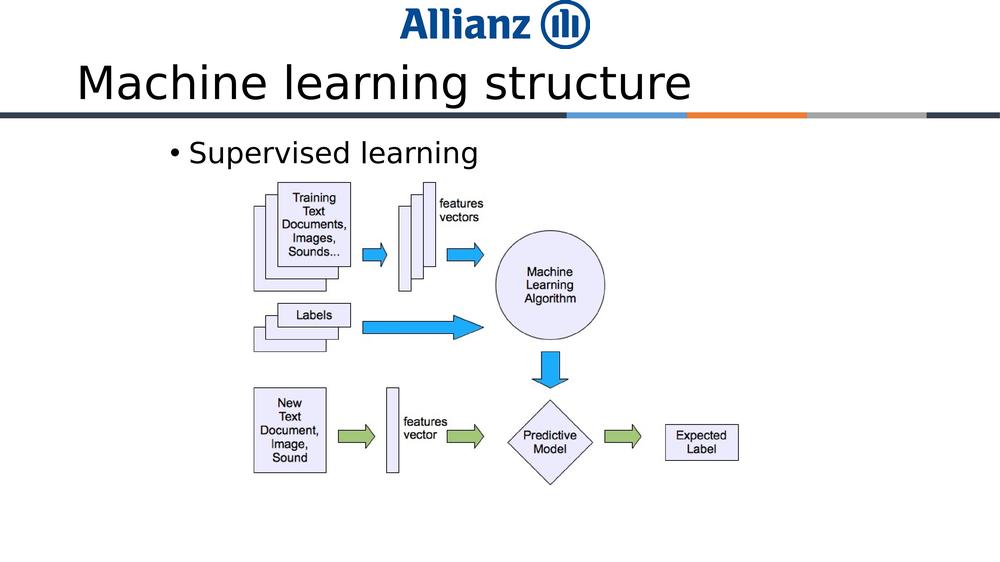 Allianz
Machine learning structure
• Supervised learning
Training
Text
Documents,
Images,
Sounds...
features
vectors
Machine
Learning
Algorithm
Labels
New
Text
Document,
Image,
Sound
features
vector
Predictive
Model
Expected
Label